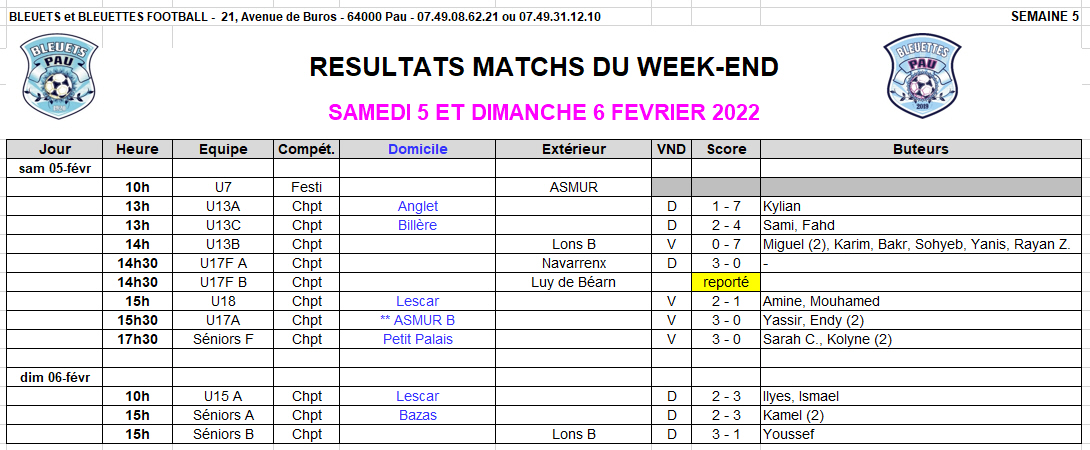 BLEUETS et BLEUETTES FOOTBALL - 21, Avenue de Buros - 64000 Pau - 07.49.08.62.21 ou 07.49.31.12.10 SEMAINE 5
BLEUETS
PAU
BLEUETTES
PAU
2019
RESULTATS MATCHS DU WEEK-END
SAMEDI 5 ET DIMANCHE 6 FEVRIER 2022
Jour Heure Equipe Compét. Domicile Extérieur VND Score Buteurs
sam 05-févr
10h U7 Festi ASMUR
13h U13A Chpt Anglet D 1 - 7 Kylian
13h U13C Chpt Billère D 2 - 4 Sami, Fahd
14h U13B Chpt Lons B V 0 - 7 Miguel (2), Karim, Bakr, Sohyeb, Yanis, Rayan Z.
14h30 U17F A Chpt Navarrenx D 3 - 0 -
14h30 U17F B Chpt Luy de Béarn reporté
15h U18 Chpt Lescar V 2 - 1 Amine, Mouhamed
15h30 U17A Chpt ** ASMUR B V 3 - 0 Yassir, Endy (2)
17h30 Séniors F Chpt Petit Palais V 3 - 0 Sarah C., Kolyne (2)
dim 06-févr
10h U15 A Chpt Lescar D 2 - 3 Ilyes, Ismael
15h Séniors A Chpt Bazas D 2 - 3 Kamel (2)
15h Séniors B Chpt Lons B D 3 - 1 Youssef